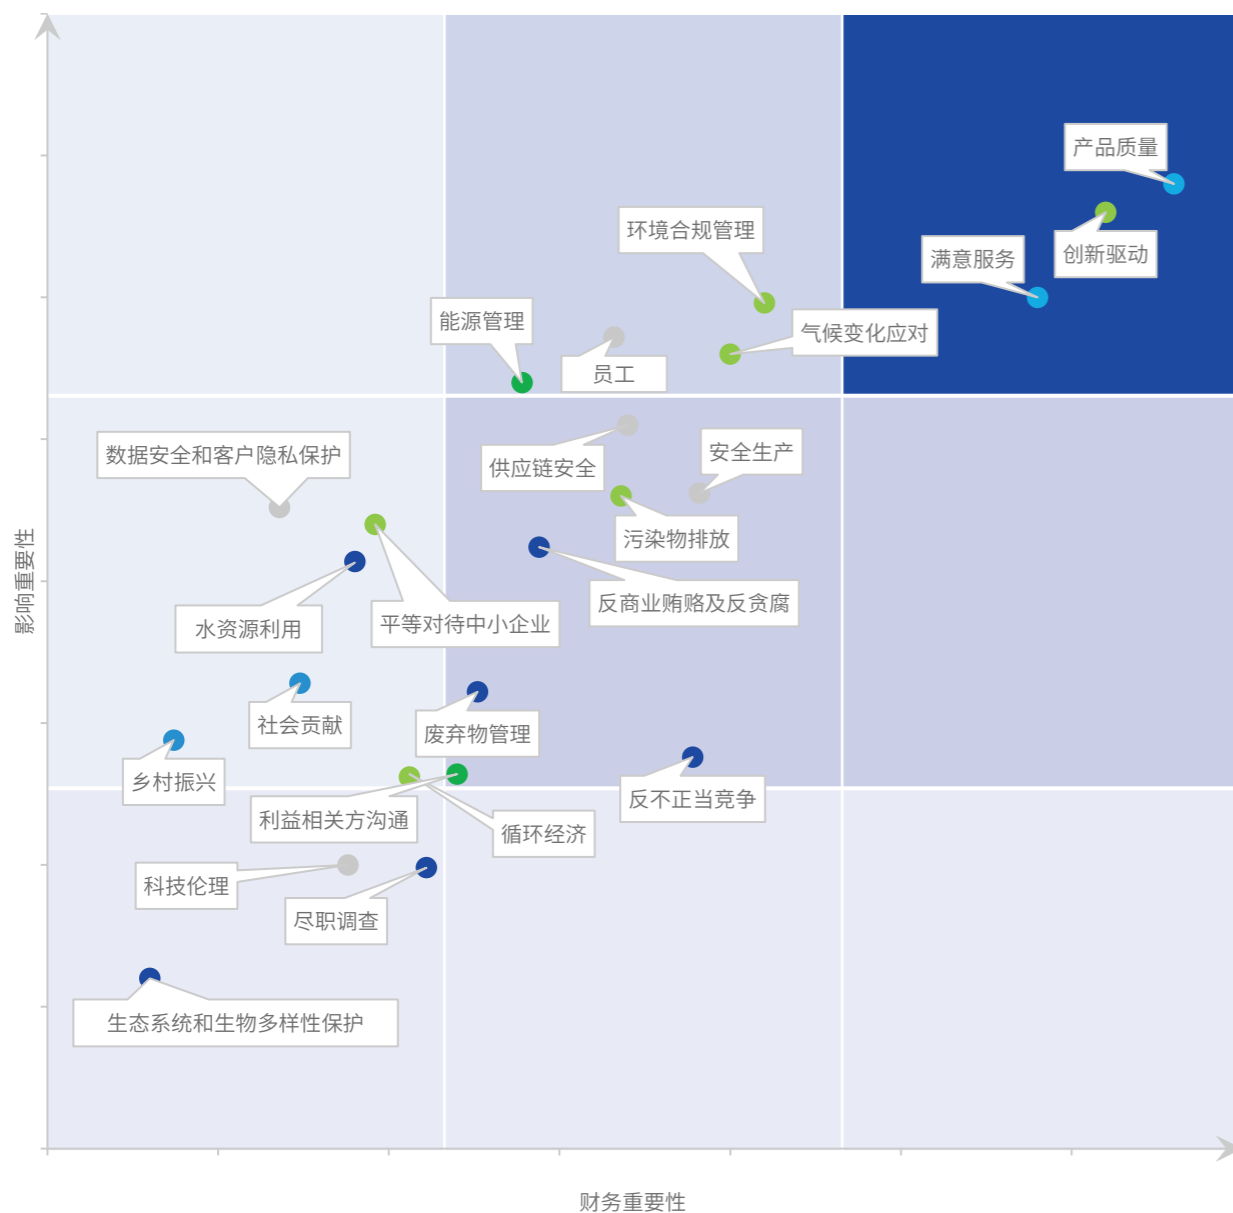 产品质量
环境合规管理
创新驱动
满意服务
能源管理
气候变化应对
员工
数据安全和客户隐私保护
供应链安全
安全生产
污染物排放
影响重要性
反商业贿赂及反贪腐
水资源利用
平等对待中小企业
社会贡献
废弃物管理
乡村振兴
反不正当竞争
利益相关方沟通
循环经济
科技伦理
尽职调查
生态系统和生物多样性保护
财务重要性